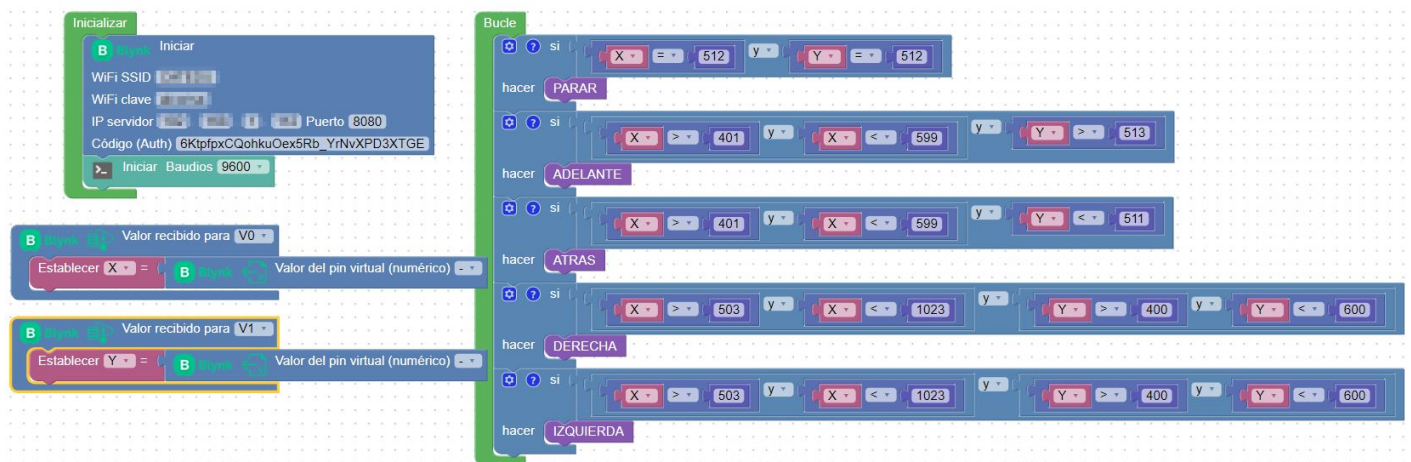 Inicializar
Blynk Iniciar
WiFi SSID
WiFi clave
IP servidor Puerto 8080
Código (Auth) 6KtpfpxCQohkuOex5Rb_YrNvXPD3XTGE
Iniciar Baudios 9600
B Blynk Valor recibido para V0
Establecer X = B Blynk Valor del pin virtual (numérico) -
B Blynk Valor recibido para V1
Establecer Y = B Blynk Valor del pin virtual (numérico) -
Bucle
si X = 512 y Y = 512
hacer PARAR
si X > 401 y X < 599 y Y > 513
hacer ADELANTE
si X > 401 y X < 599 y Y < 511
hacer ATRAS
si X > 503 y X < 1023 y Y > 400 y Y < 600
hacer DERECHA
si X > 503 y X < 1023 y Y > 400 y Y < 600
hacer IZQUIERDA